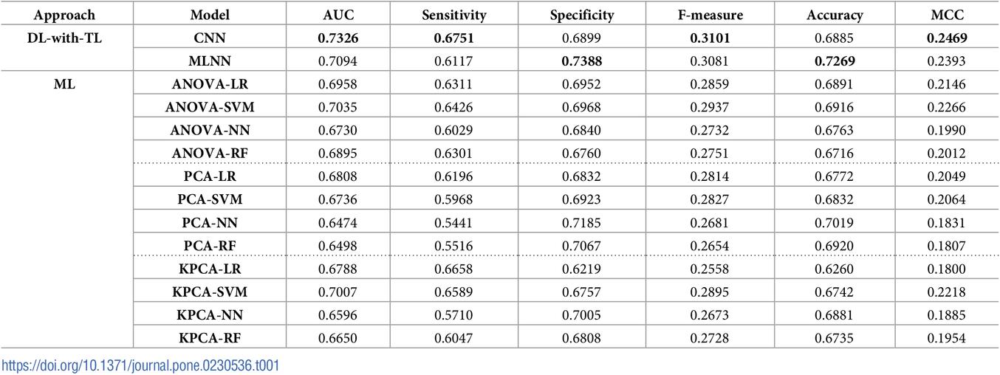 Approach Model AUC Sensitivity Specificity F-measure Accuracy MCC
DL-with-TL CNN 0.7326 0.6751 0.6899 0.3101 0.6885 0.2469
MLNN 0.7094 0.6117 0.7388 0.3081 0.7269 0.2393
ML ANOVA-LR 0.6958 0.6311 0.6952 0.2859 0.6891 0.2146
ANOVA-SVM 0.7035 0.6426 0.6968 0.2937 0.6916 0.2266
ANOVA-NN 0.6730 0.6029 0.6840 0.2732 0.6763 0.1990
ANOVA-RF 0.6895 0.6301 0.6760 0.2751 0.6716 0.2012
PCA-LR 0.6808 0.6196 0.6832 0.2814 0.6772 0.2049
PCA-SVM 0.6736 0.5968 0.6923 0.2827 0.6832 0.2064
PCA-NN 0.6474 0.5441 0.7185 0.2681 0.7019 0.1831
PCA-RF 0.6498 0.5516 0.7067 0.2654 0.6920 0.1807
KPCA-LR 0.6788 0.6658 0.6219 0.2558 0.6260 0.1800
KPCA-SVM 0.7007 0.6589 0.6757 0.2895 0.6742 0.2218
KPCA-NN 0.6596 0.5710 0.7005 0.2673 0.6881 0.1885
KPCA-RF 0.6650 0.6047 0.6808 0.2728 0.6735 0.1954
https://doi.org/10.1371/journal.pone.0230536.t001